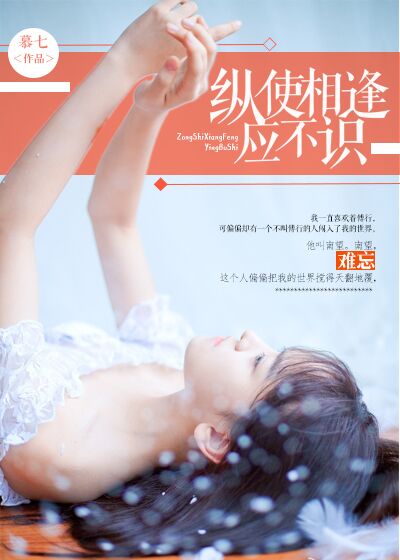 慕七
<作品>
纵使相逢
应不识
ZongShiXiangFeng
YingBuShi
我一直喜欢着傅行,
可偏偏却有一个不叫傅行的人闯入了我的世界。
他叫南望。南望,
难忘
这个人偏偏把我的世界搅得天翻地覆,
**************************